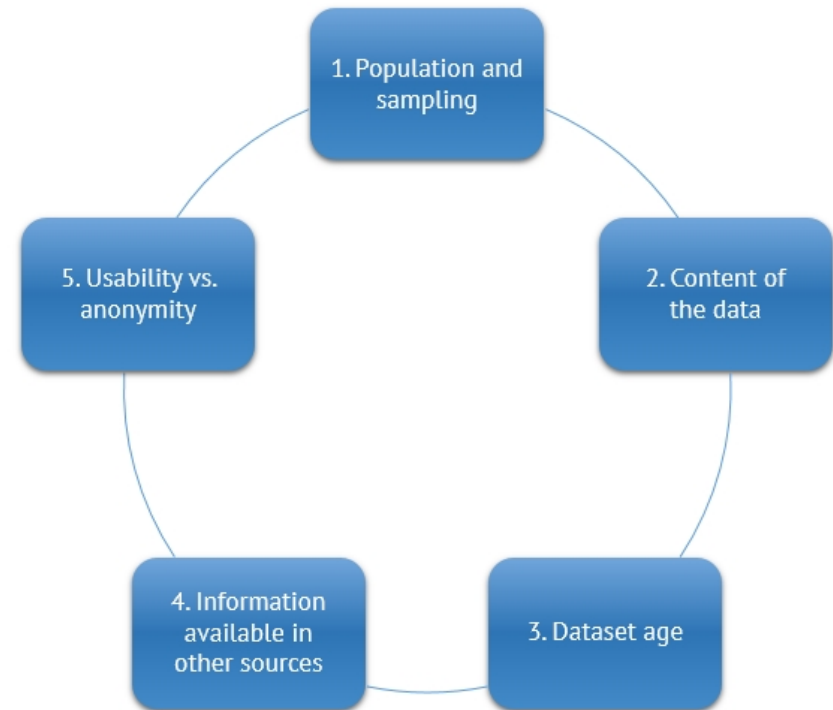 1. Population and
sampling
2. Content of
the data
3. Dataset age
4. Information
available in
other sources
5. Usability vs.
anonymity